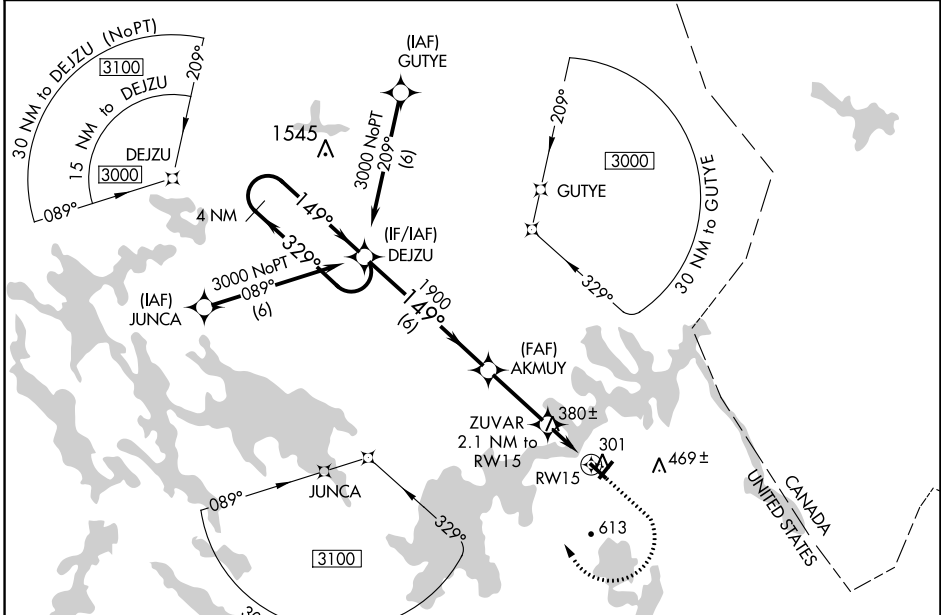 30 NM to DEJZU (NoPT)
3100
209°
15 NM to DEJZU
DEJZU
3000
089°
(IAF)
GUTYE
1545
3000 NoPT
209°
(6)
209°
3000
GUTYE
30 NM to GUTYE
329°
4 NM
149°
329°
(IF/IAF)
DEJZU
3000 NoPT
089°
(6)
(IAF)
JUNCA
1900
149°
(6)
(FAF)
AKMUY
ZUVAR
2.1 NM to
RW15
380±
301
RW15
469±
613
CANADA
UNITED STATES
089°
JUNCA
329°
3100